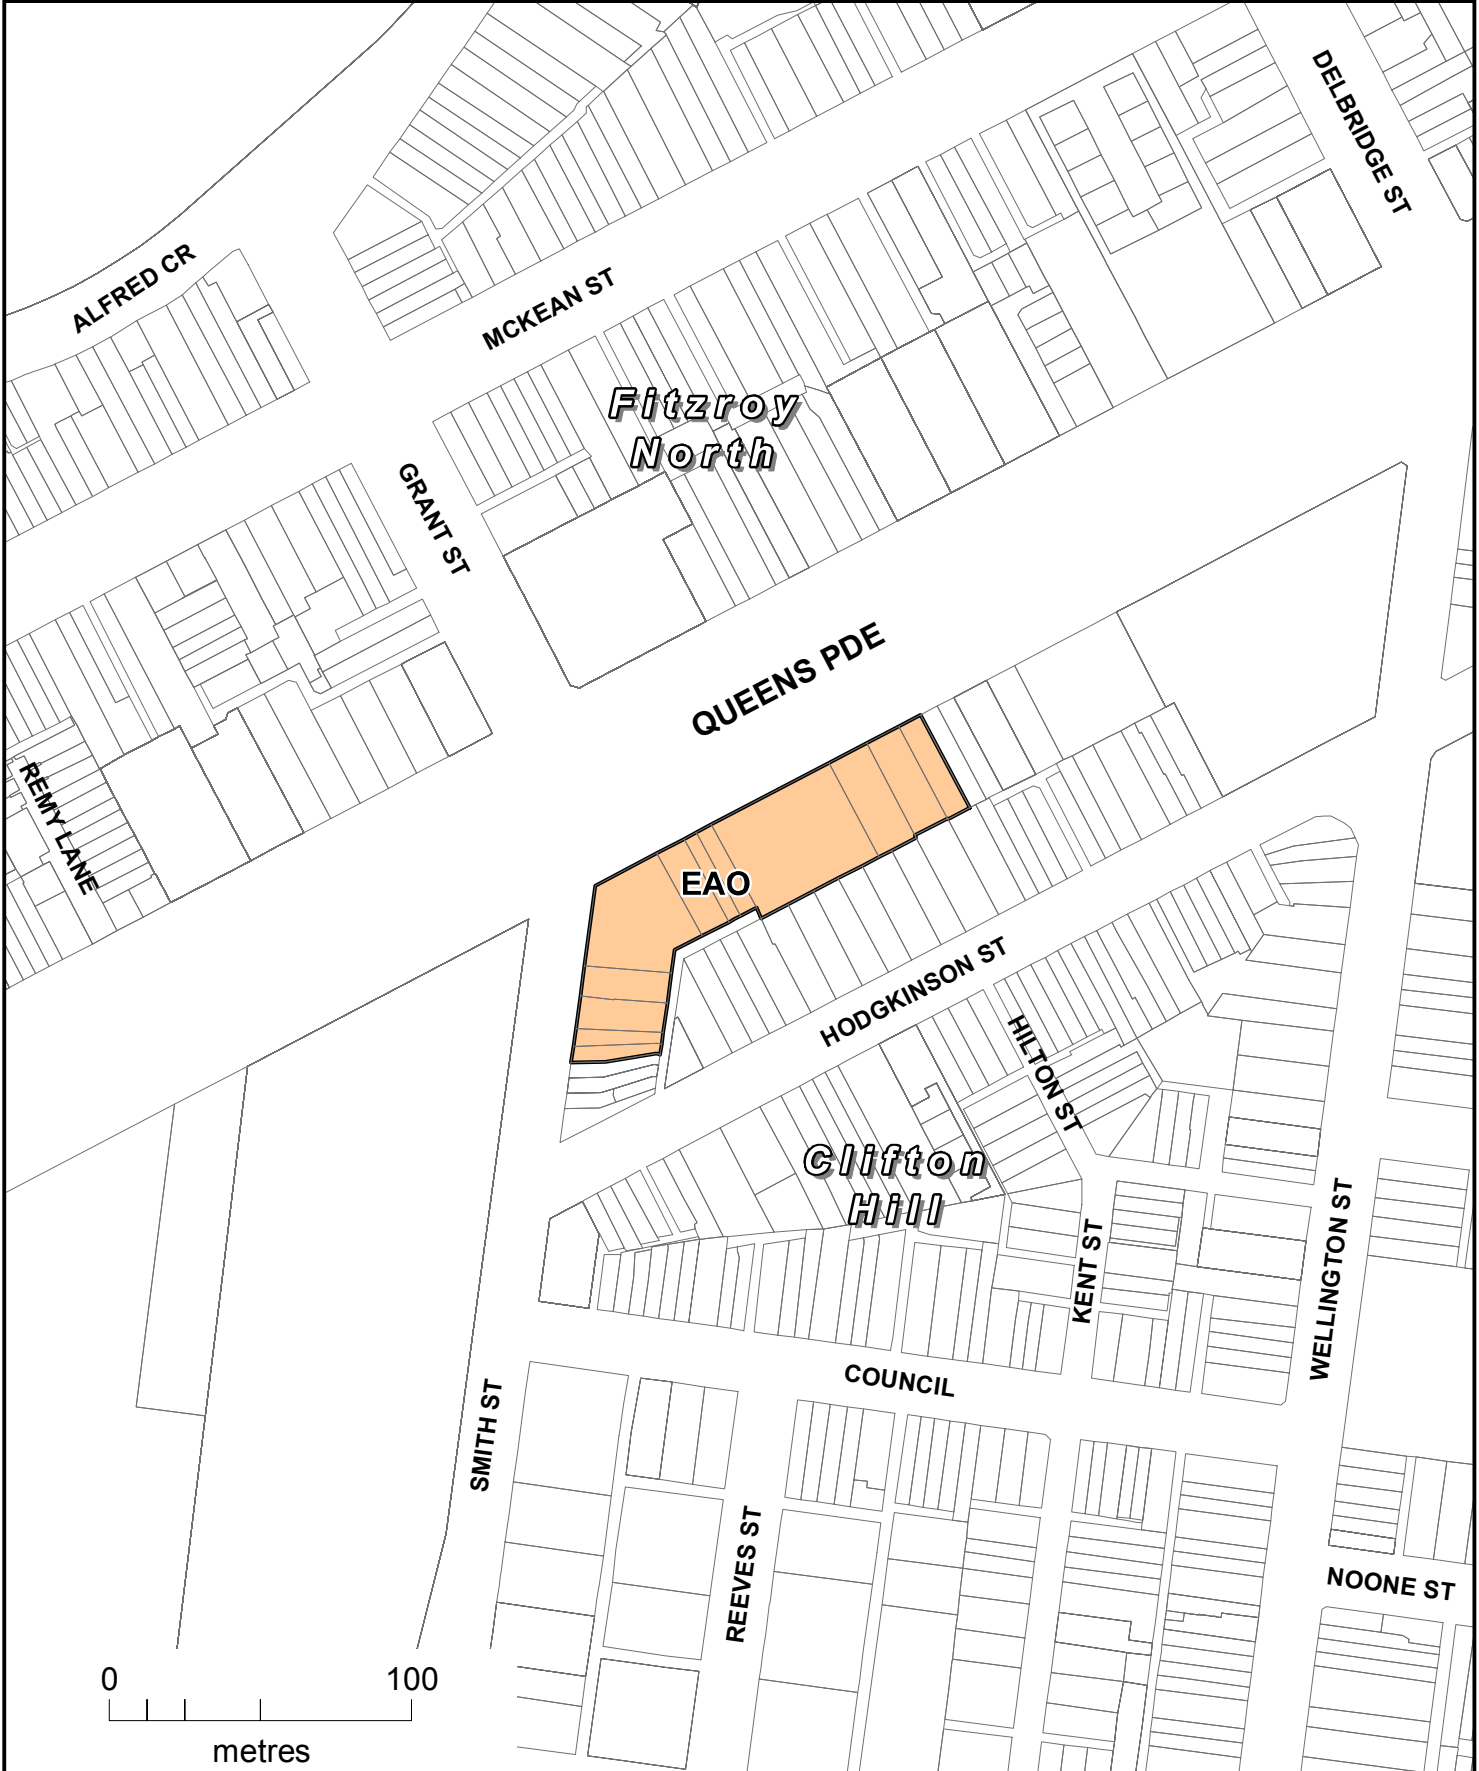 DELBRIDGE ST
ALFRED CR
MCKEAN ST
Fitzroy
North
GRANT ST
QUEENS PDE
REMY LANE
EAO
HODGKINSON ST
HILTON ST
Clifton
Hill
KENT ST
WELLINGTON ST
COUNCIL
SMITH ST
REEVES ST
NOONE ST
0 100
metres